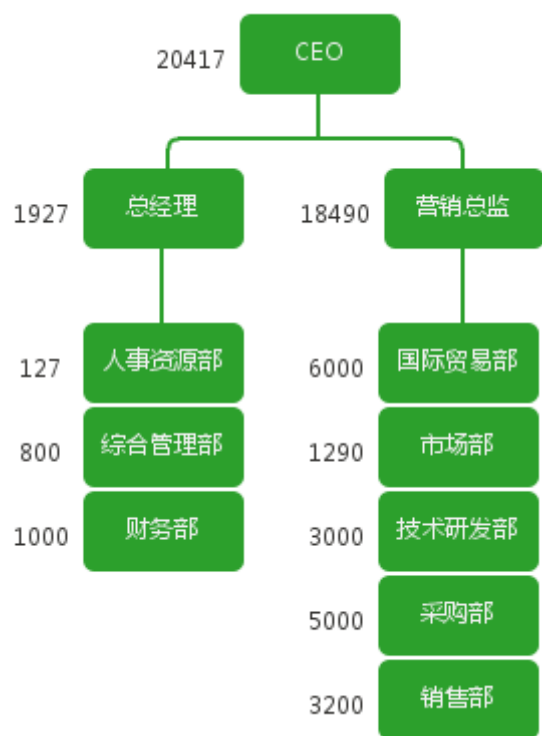 20417 CEO
1927 总经理 18490 营销总监
127 人事资源部 6000 国际贸易部
800 综合管理部 1290 市场部
1000 财务部 3000 技术研发部
5000 采购部
3200 销售部